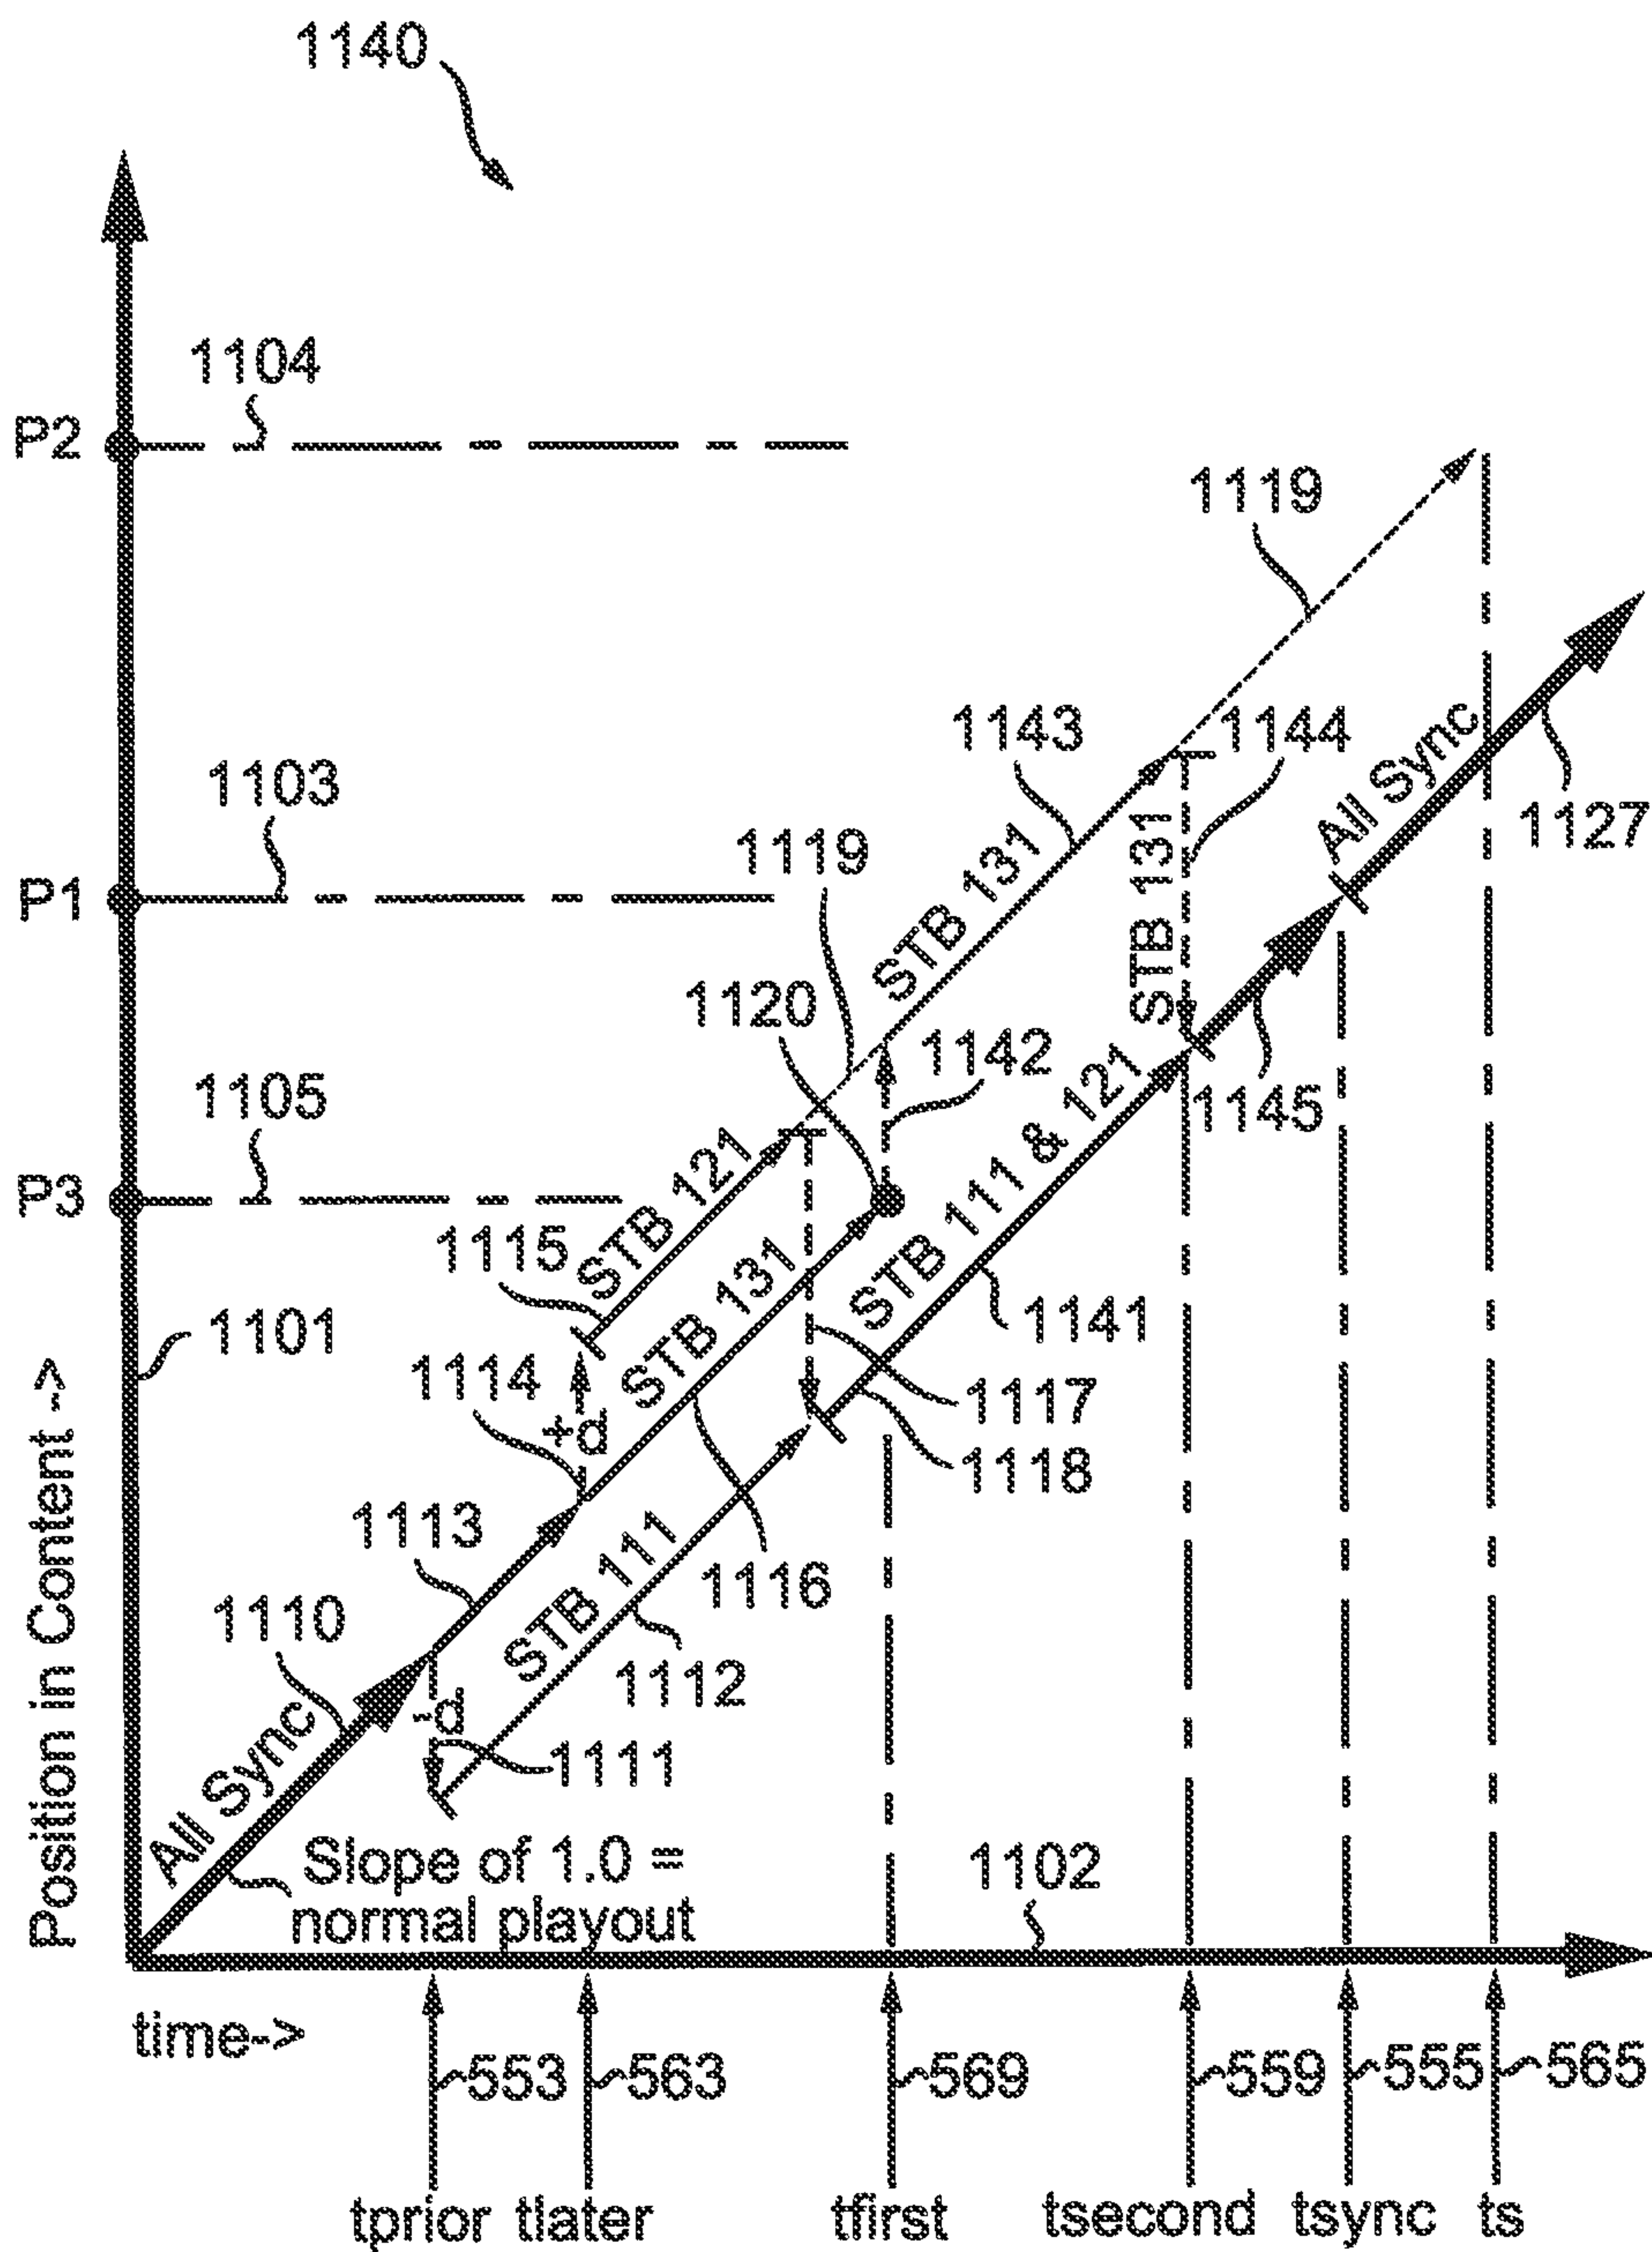 1140
1104
P2
1119
1143
1144
1103
P1
1119
STB 131
STB 131
All Sync
1127
1120
1142
1105
1145
P3
STB 121
STB 111 & 121
1115
STB 131
1101
1141
1114
+d
1117
1118
1113
STB 111
1116
1110
1112
-d
1111
All Sync
Position in Content ->
Slope of 1.0 =
normal playout
1102
time->
553
563
569
559
555
565
tprior
tlater
tfirst
tsecond
tsync
ts